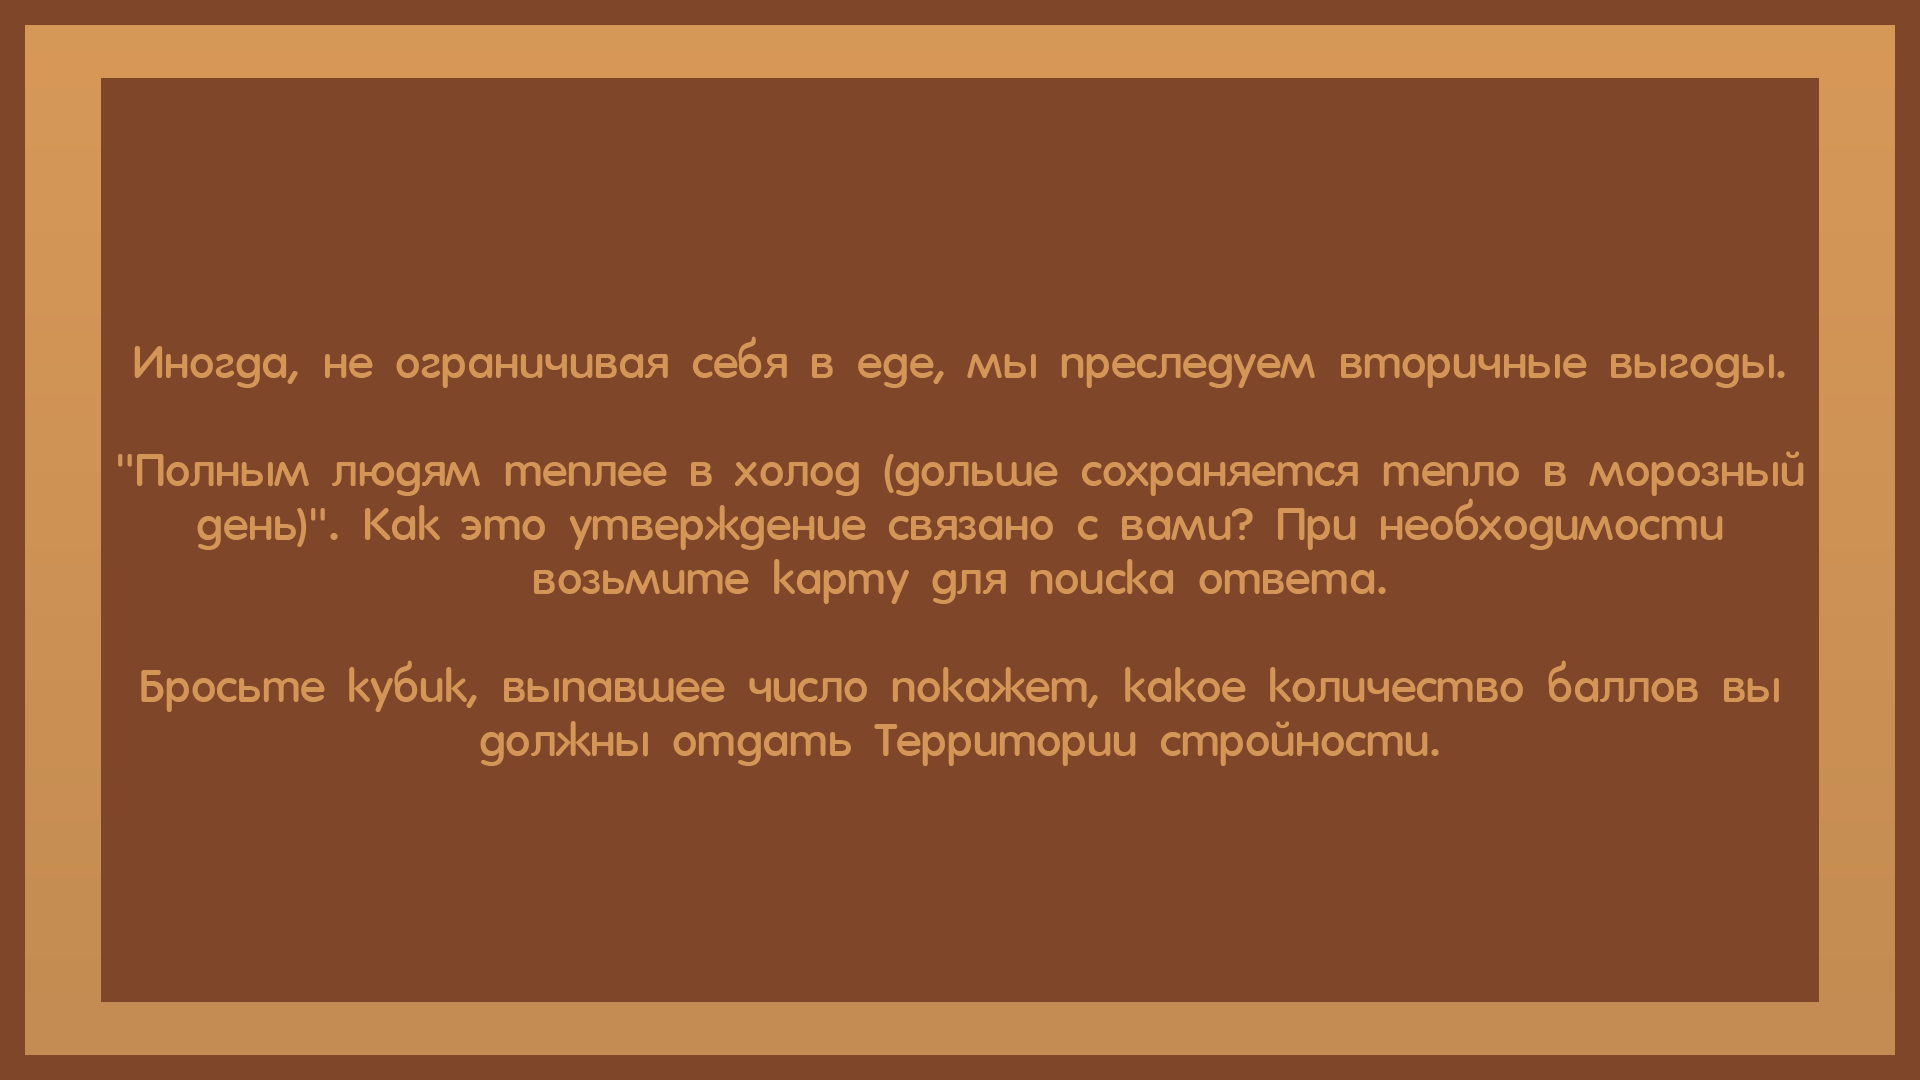 Иногда, не ограничивая себя в еде, мы преследуем вторичные выгоды.
"Полным людям теплее в холод (дольше сохраняется тепло в морозный
день)". Как это утверждение связано с вами? При необходимости
возьмите карту для поиска ответа.
Бросьте кубик, выпавшее число покажет, какое количество баллов вы
должны отдать Территории стройности.